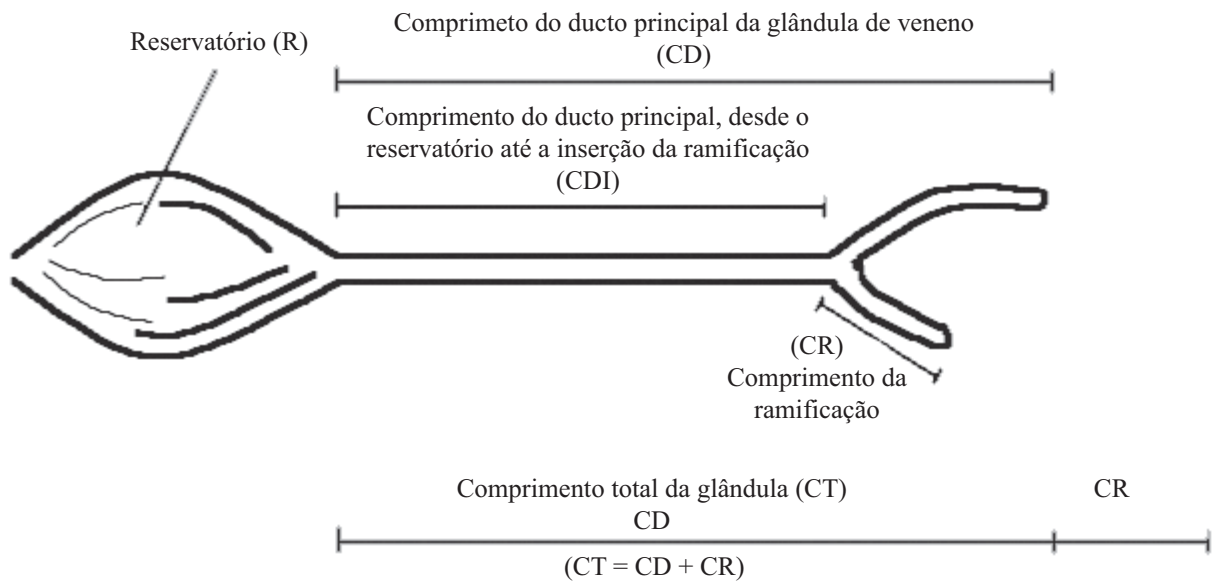 Comprimeto do ducto principal da glândula de veneno
(CD)
Reservatório (R)
Comprimento do ducto principal, desde o
reservatório até a inserção da ramificação
(CDI)
(CR)
Comprimento da
ramificação
Comprimento total da glândula (CT)
CR
CD
(CT = CD + CR)